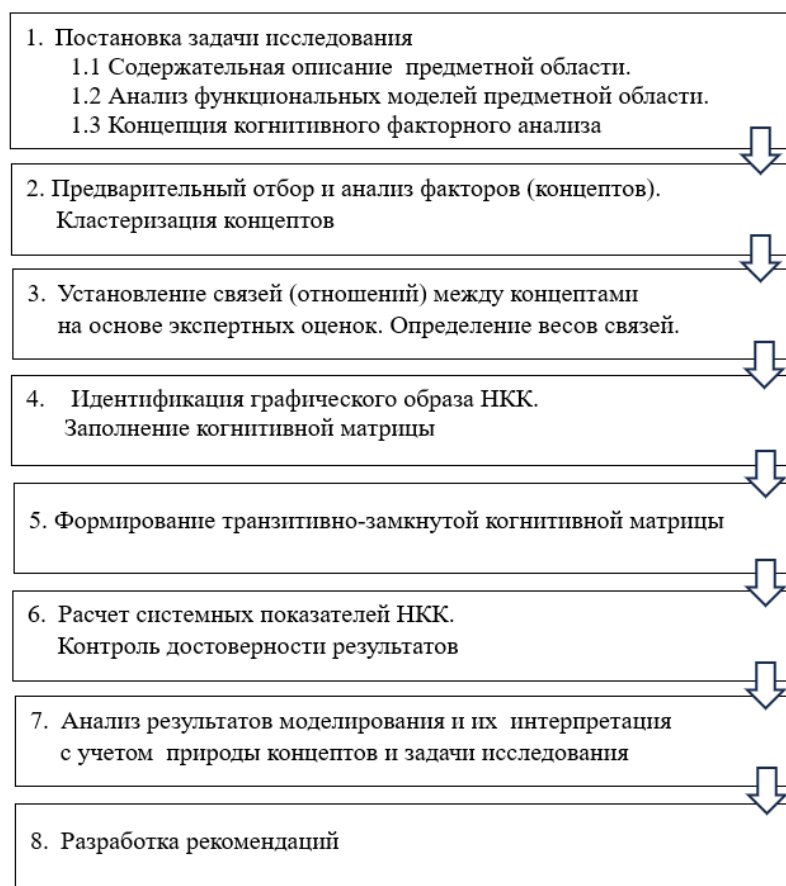 1. Постановка задачи исследования
1.1 Содержательная описание предметной области.
1.2 Анализ функциональных моделей предметной области.
1.3 Концепция когнитивного факторного анализа
2. Предварительный отбор и анализ факторов (концептов).
Кластеризация концептов
3. Установление связей (отношений) между концептами
на основе экспертных оценок. Определение весов связей.
4. Идентификация графического образа НКК.
Заполнение когнитивной матрицы
5. Формирование транзитивно-замкнутой когнитивной матрицы
6. Расчет системных показателей НКК.
Контроль достоверности результатов
7. Анализ результатов моделирования и их интерпретация
с учетом природы концептов и задачи исследования
8. Разработка рекомендаций